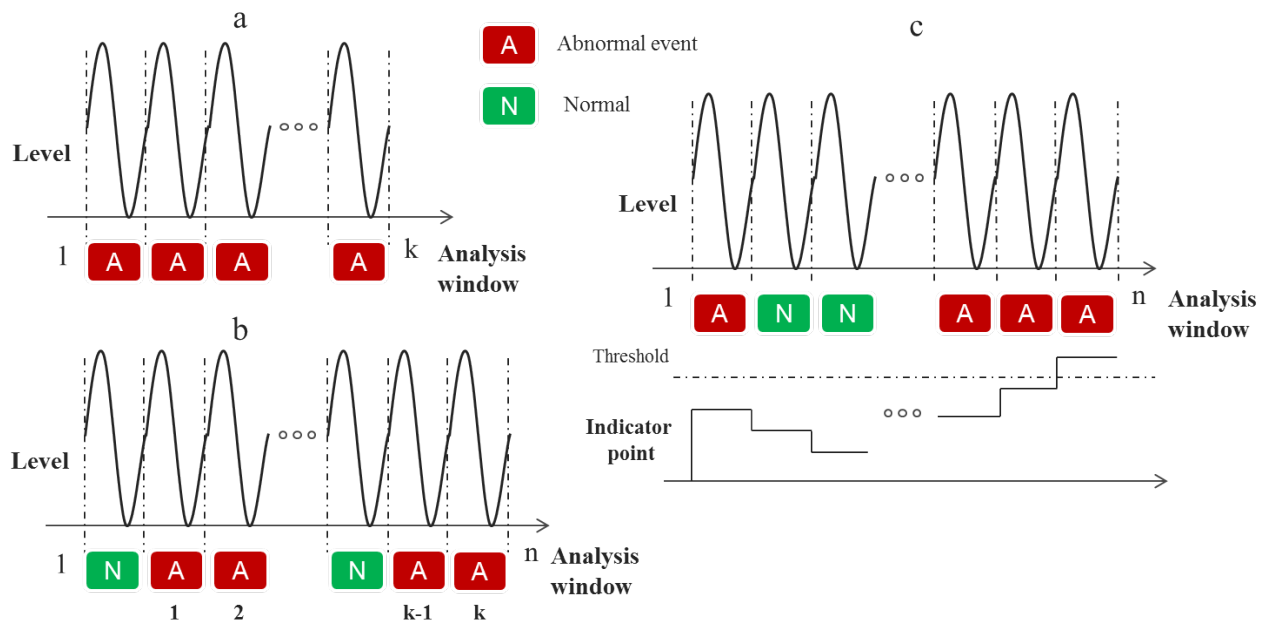 a
A Abnormal event
N Normal
Level
1 k
A A A A
Analysis
window
b
Level
1 n
N A A N A A
Analysis
window
1 2 k-1 k
c
Level
1 n
A N N A A A
Analysis
window
Threshold
Indicator
point